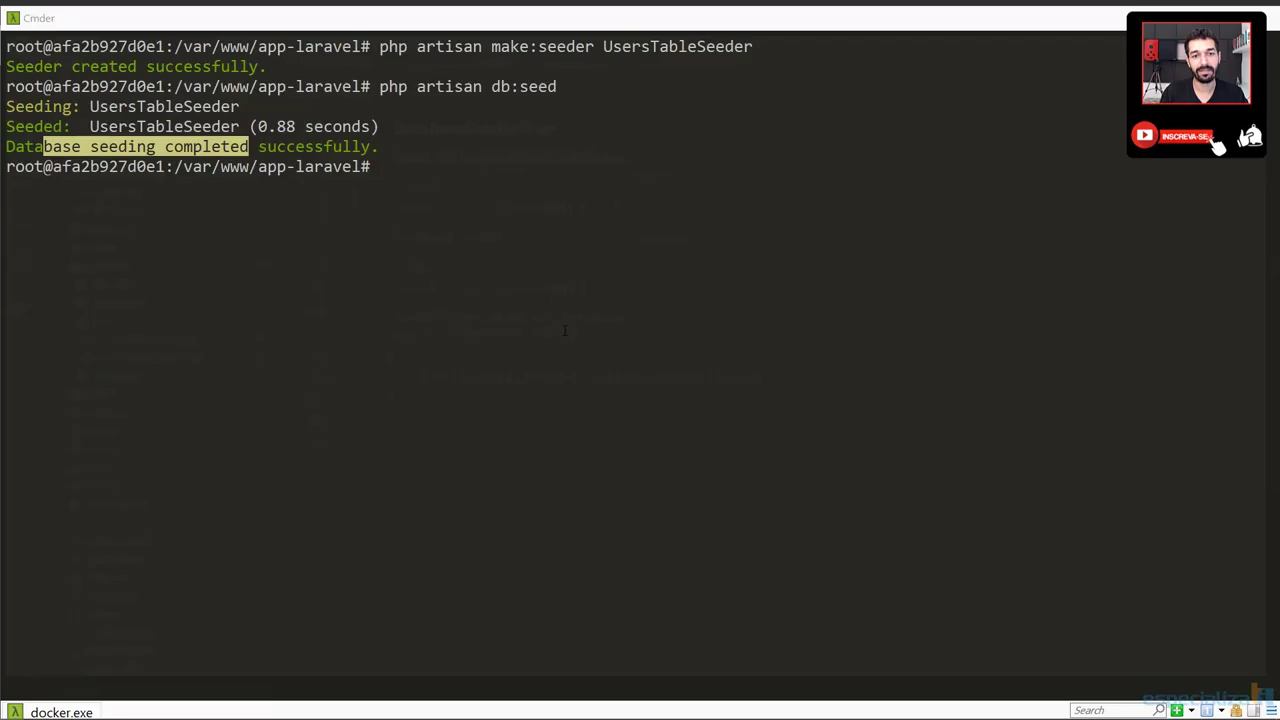 Cmder
root@afa2b927d0e1:/var/www/app-laravel# php artisan make:seeder UsersTableSeeder
Seeder created successfully.
root@afa2b927d0e1:/var/www/app-laravel# php artisan db:seed
Seeding: UsersTableSeeder
Seeded:  UsersTableSeeder (0.88 seconds)
Database seeding completed successfully.
root@afa2b927d0e1:/var/www/app-laravel#
INSCREVA-SE
especializa
docker.exe
Search